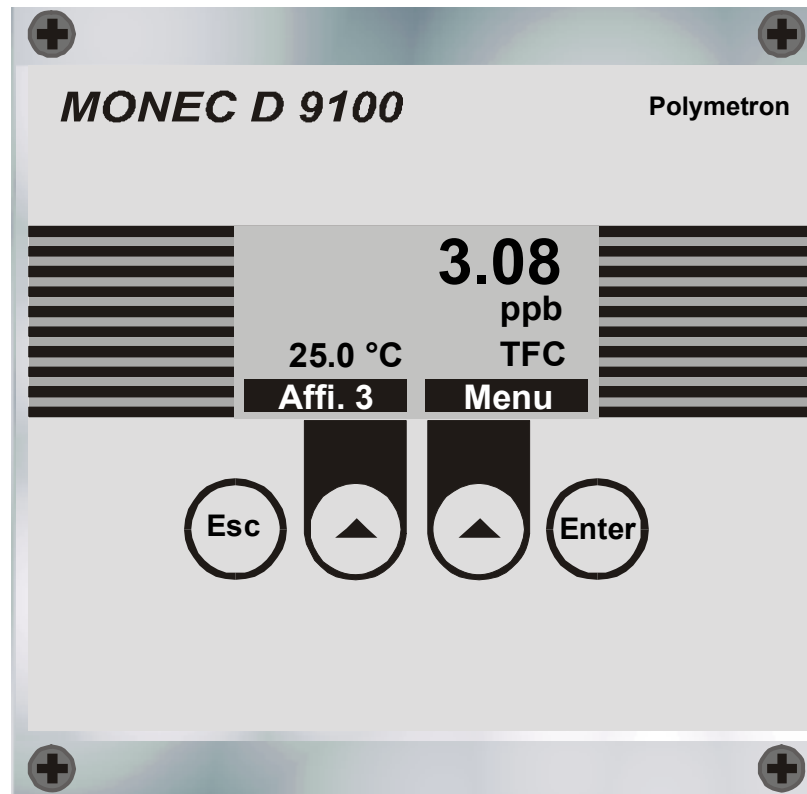 MONEC D 9100 Polymetron
3.08
ppb
25.0 °C TFC
Affi. 3 Menu
Esc Enter